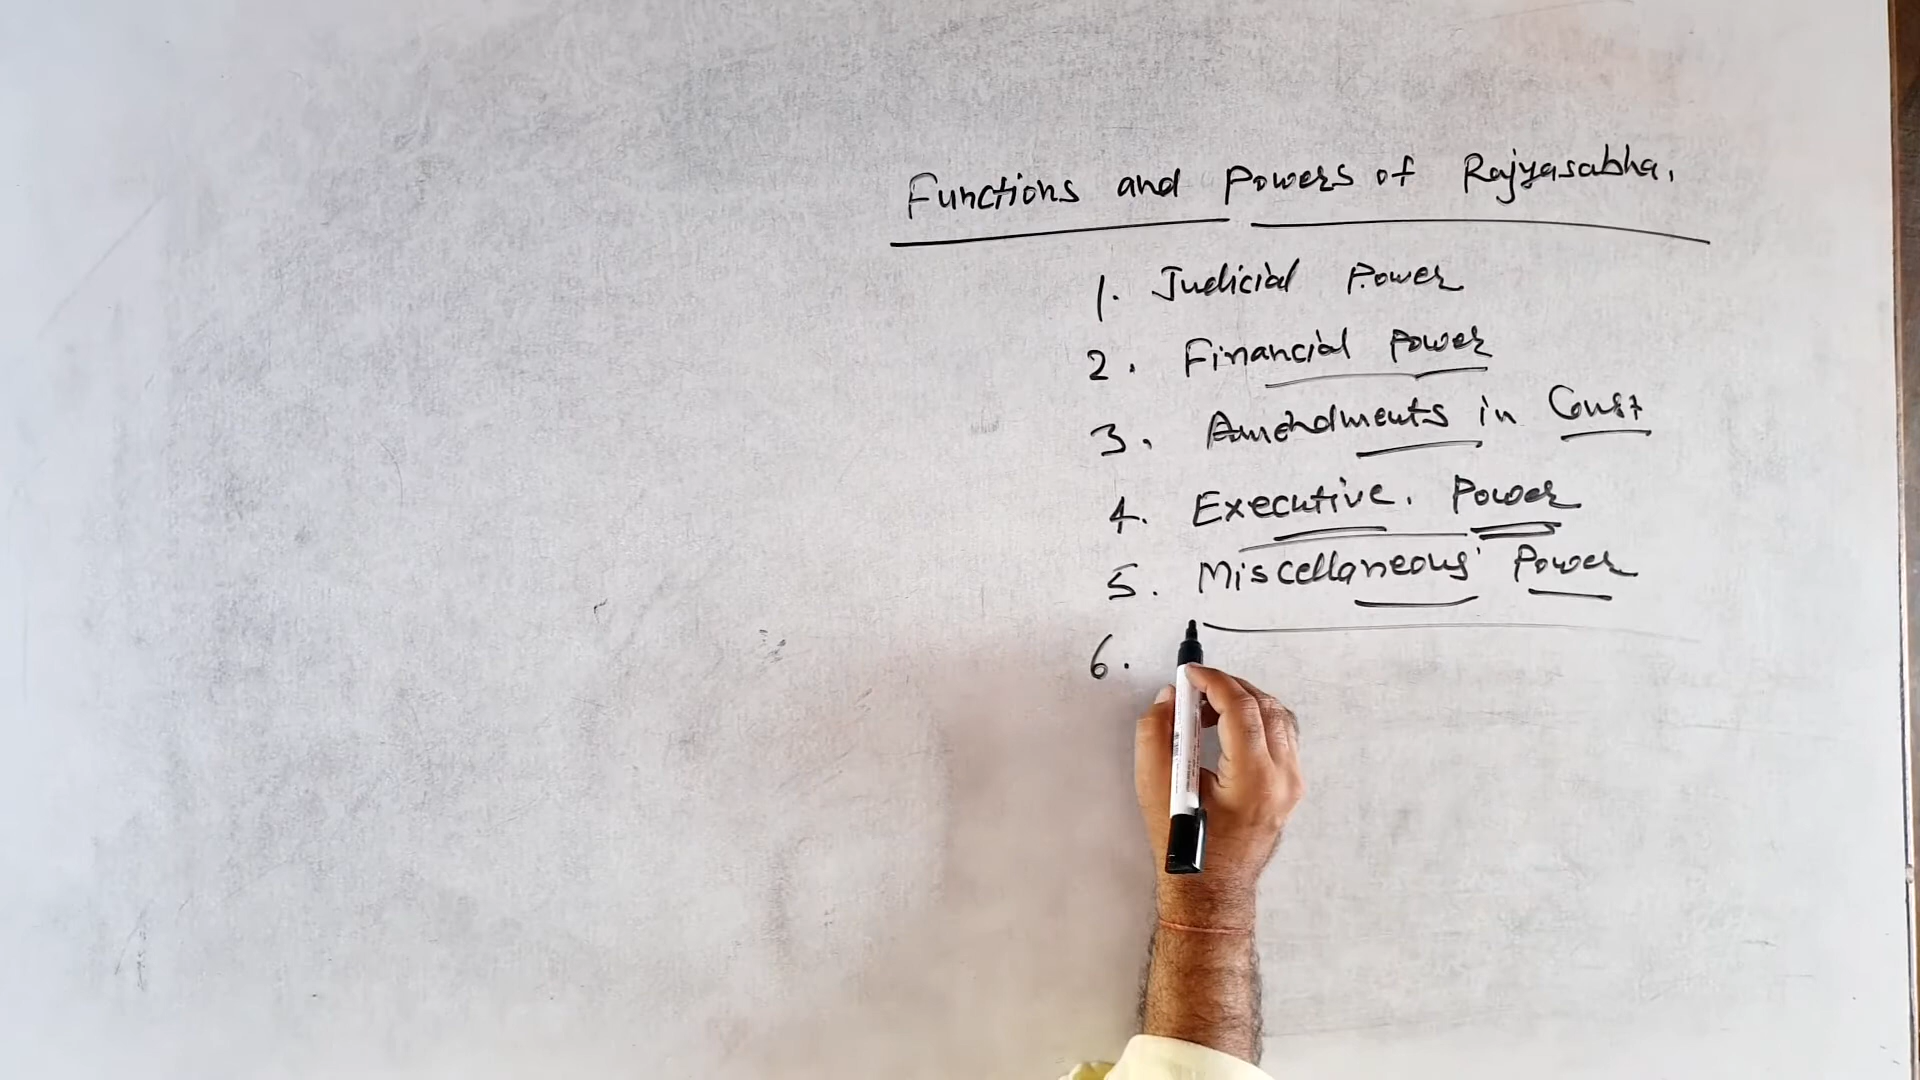 Functions and Powers of Rajyasabha.
1. Judicial Power
2. Financial Power
3. Amendments in Const
4. Executive. Power
5. Miscellaneous Power
6.